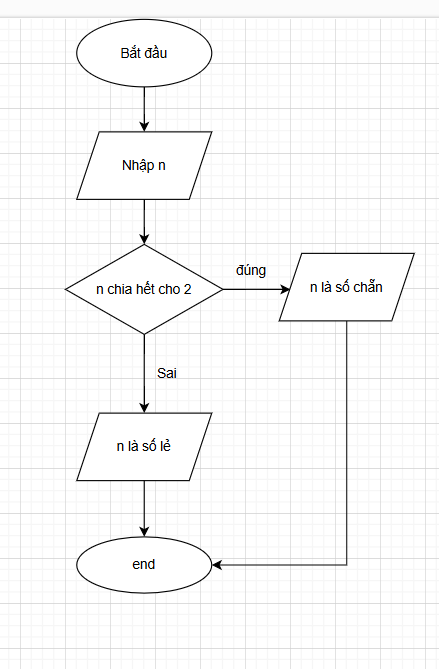 Bắt đầu
Nhập n
n chia hết cho 2
đúng
n là số chẵn
Sai
n là số lẻ
end